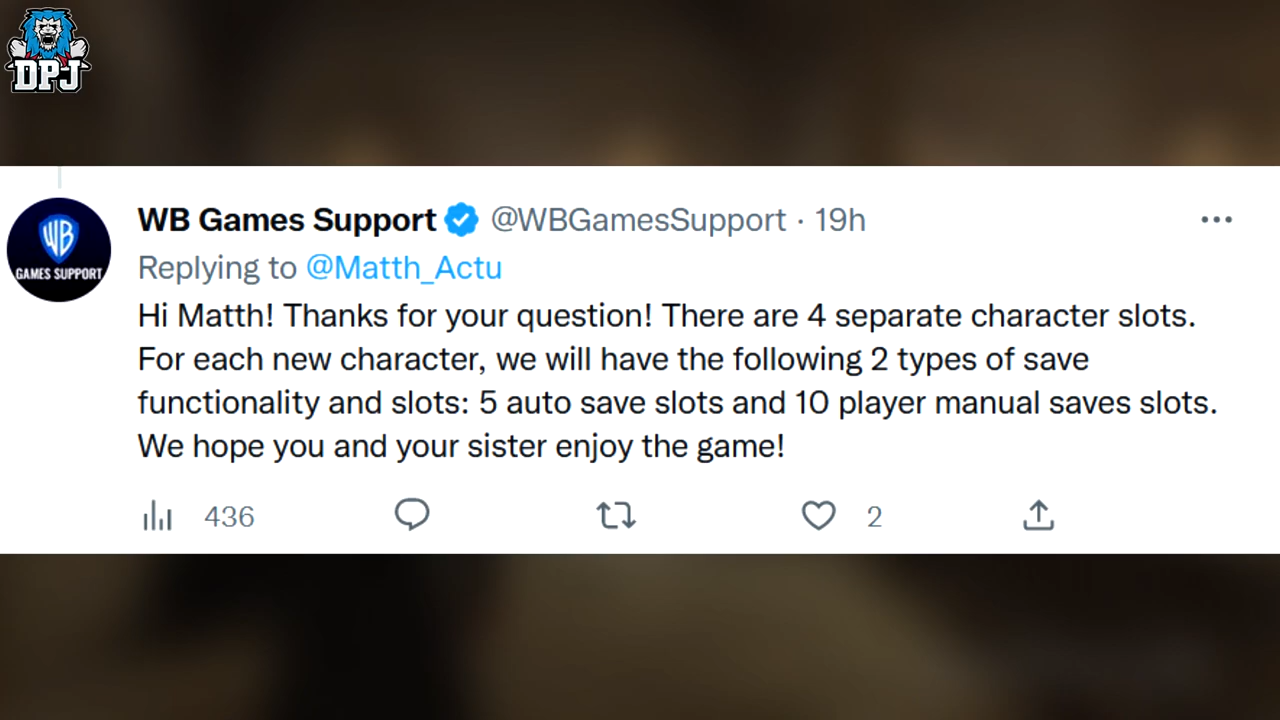 DPJ
WB Games Support @WBGamesSupport · 19h
WB
GAMES SUPPORT
Replying to @Matth_Actu
Hi Matth! Thanks for your question! There are 4 separate character slots.
For each new character, we will have the following 2 types of save
functionality and slots: 5 auto save slots and 10 player manual saves slots.
We hope you and your sister enjoy the game!
436
2